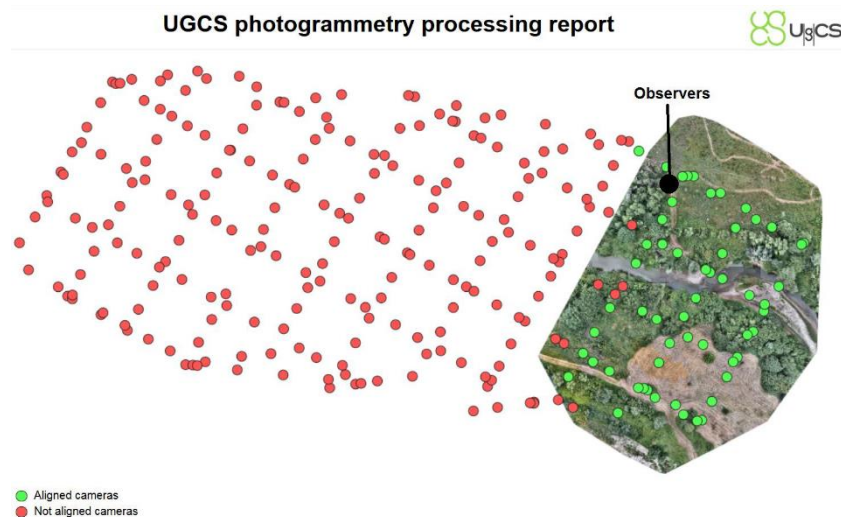 UGCS photogrammetry processing report
UgCS
Observers
Aligned cameras
Not aligned cameras